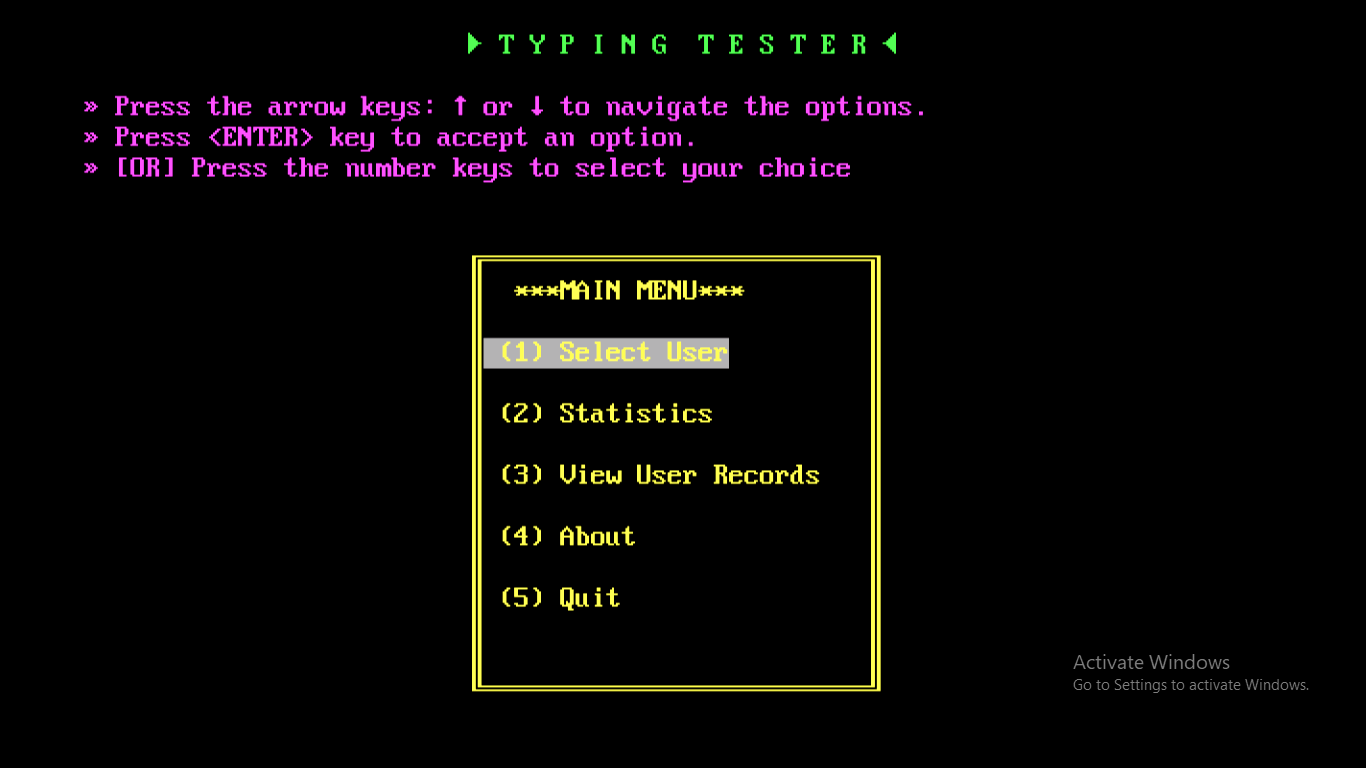 ►T Y P I N G  T E S T E R◄
» Press the arrow keys: ↑ or ↓ to navigate the options.
» Press <ENTER> key to accept an option.
» [OR] Press the number keys to select your choice
***MAIN MENU***
(1) Select User
(2) Statistics
(3) View User Records
(4) About
(5) Quit
Activate Windows
Go to Settings to activate Windows.